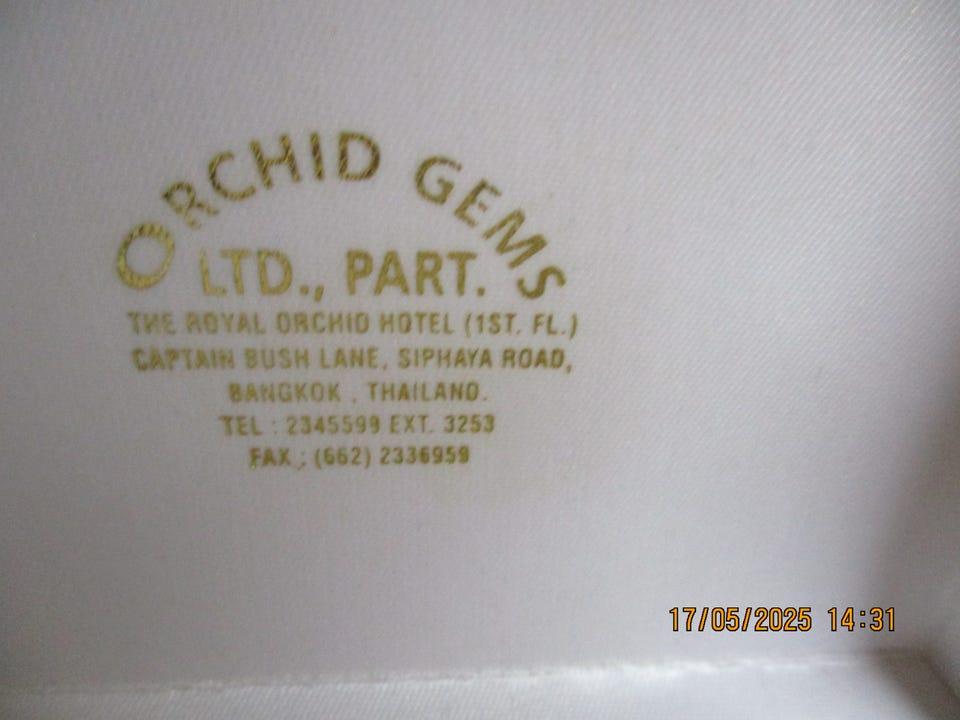 ORCHID GEMS
LTD., PART.
THE ROYAL ORCHID HOTEL (1ST. FL.)
CAPTAIN BUSH LANE, SIPHAYA ROAD,
BANGKOK . THAILAND.
TEL : 2345599 EXT. 3253
FAX : (662) 2336959
17/05/2025 14:31